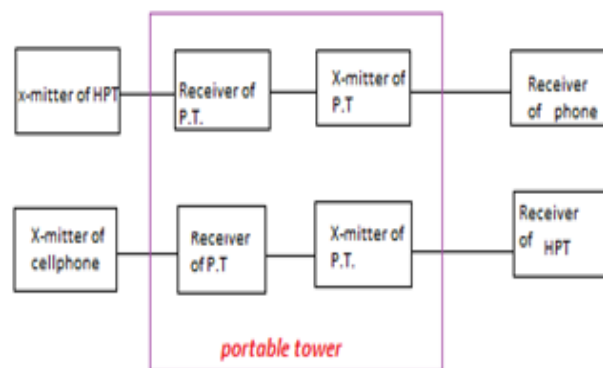 x-mitter of HPT
Receiver of
P.T.
X-mitter of
P.T
Receiver
of phone
X-mitter of
cellphone
Receiver
of P.T
X-mitter of
P.T.
Receiver
of HPT
portable tower